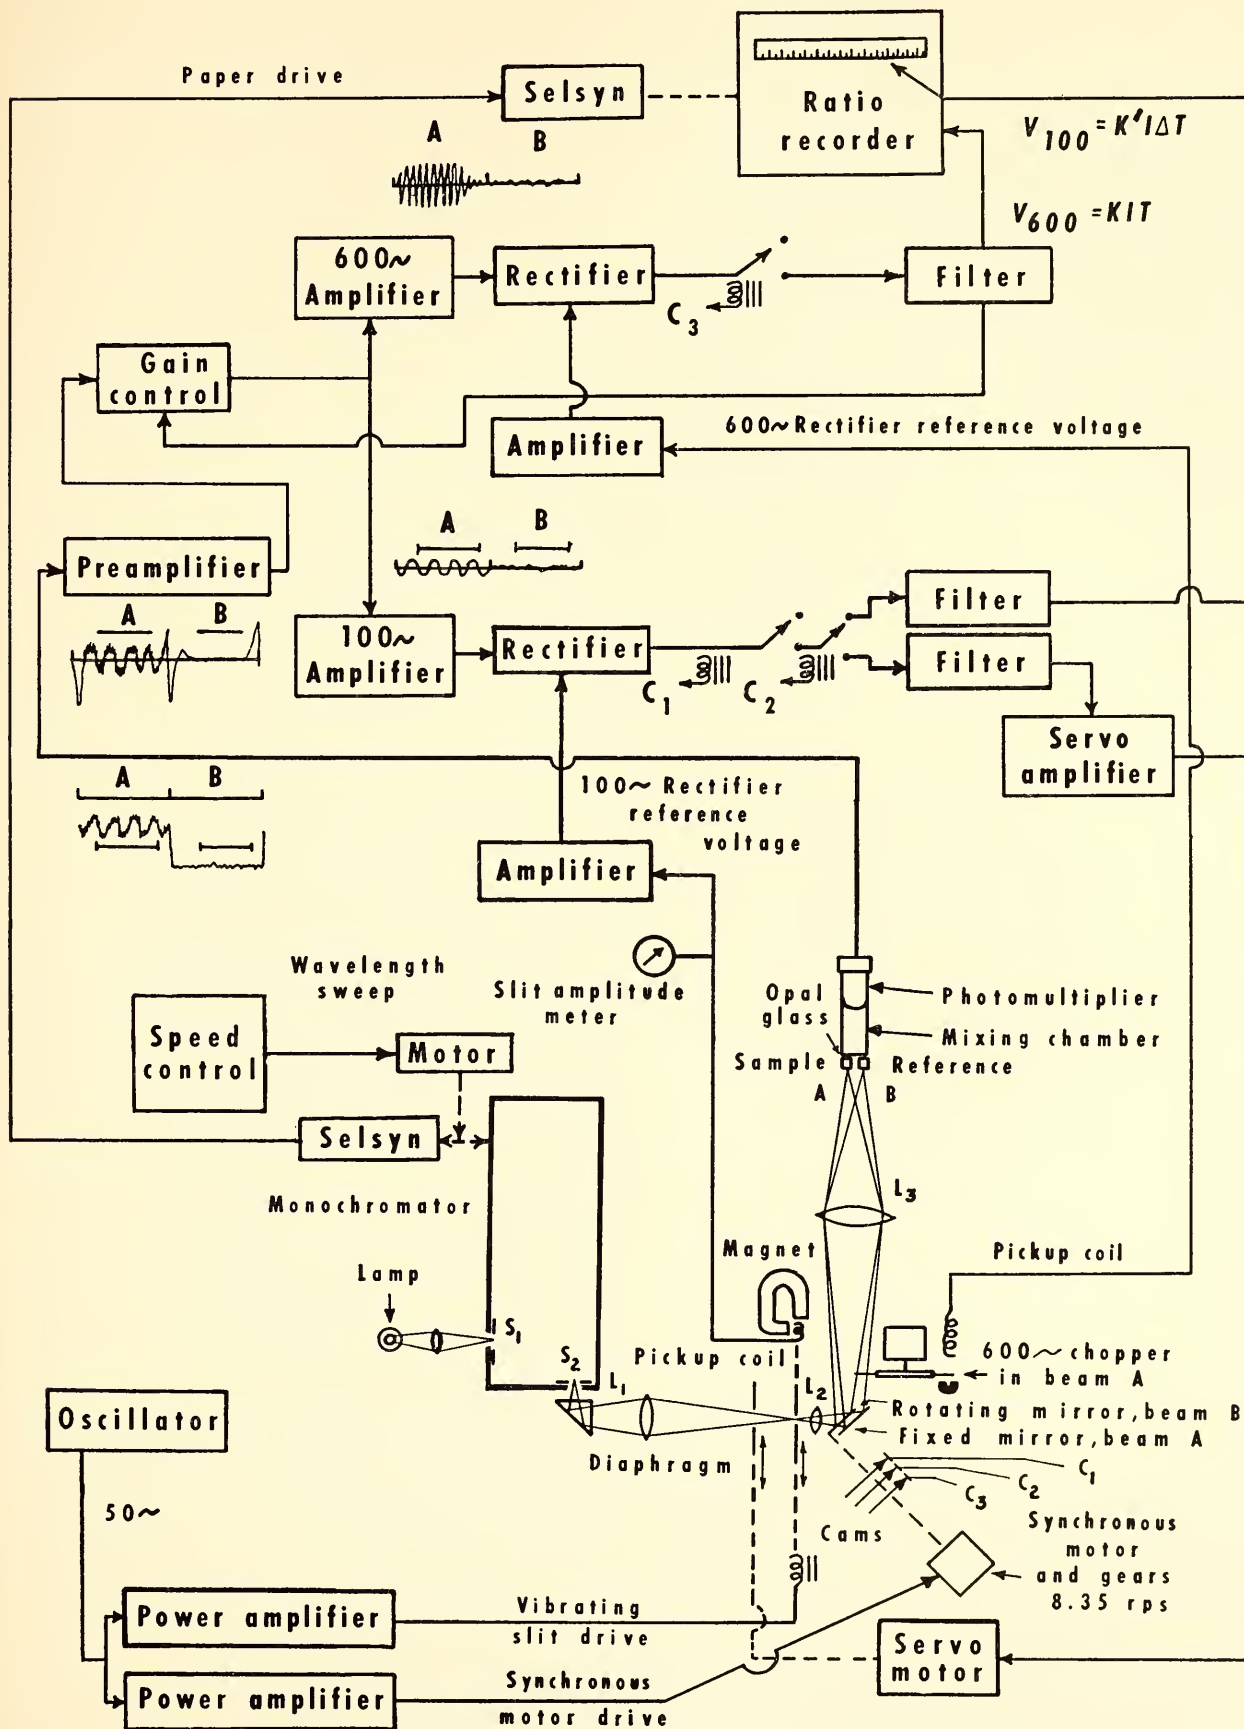 Paper drive
Selsyn
Ratio
recorder
V100 = K'IΔT
V600 = KIT
A
B
600~
Amplifier
Rectifier
C3
Filter
Gain
control
Amplifier
600~ Rectifier reference voltage
A
B
Preamplifier
A
B
100~
Amplifier
Rectifier
C1
C2
Filter
Filter
Servo
amplifier
A
B
100~ Rectifier
reference
voltage
Amplifier
Wavelength
sweep
Slit amplitude
meter
Opal
glass
Photomultiplier
Mixing chamber
Speed
control
Motor
Sample
Reference
A
B
Selsyn
Monochromator
L3
Magnet
Pickup coil
Lamp
S1
S2
L1
Pickup coil
L2
600~ chopper
in beam A
Rotating mirror, beam B
Fixed mirror, beam A
Oscillator
Diaphragm
C1
C2
C3
50~
Cams
Synchronous
motor
and gears
8.35 rps
Power amplifier
Vibrating
slit drive
Servo
motor
Power amplifier
Synchronous
motor drive